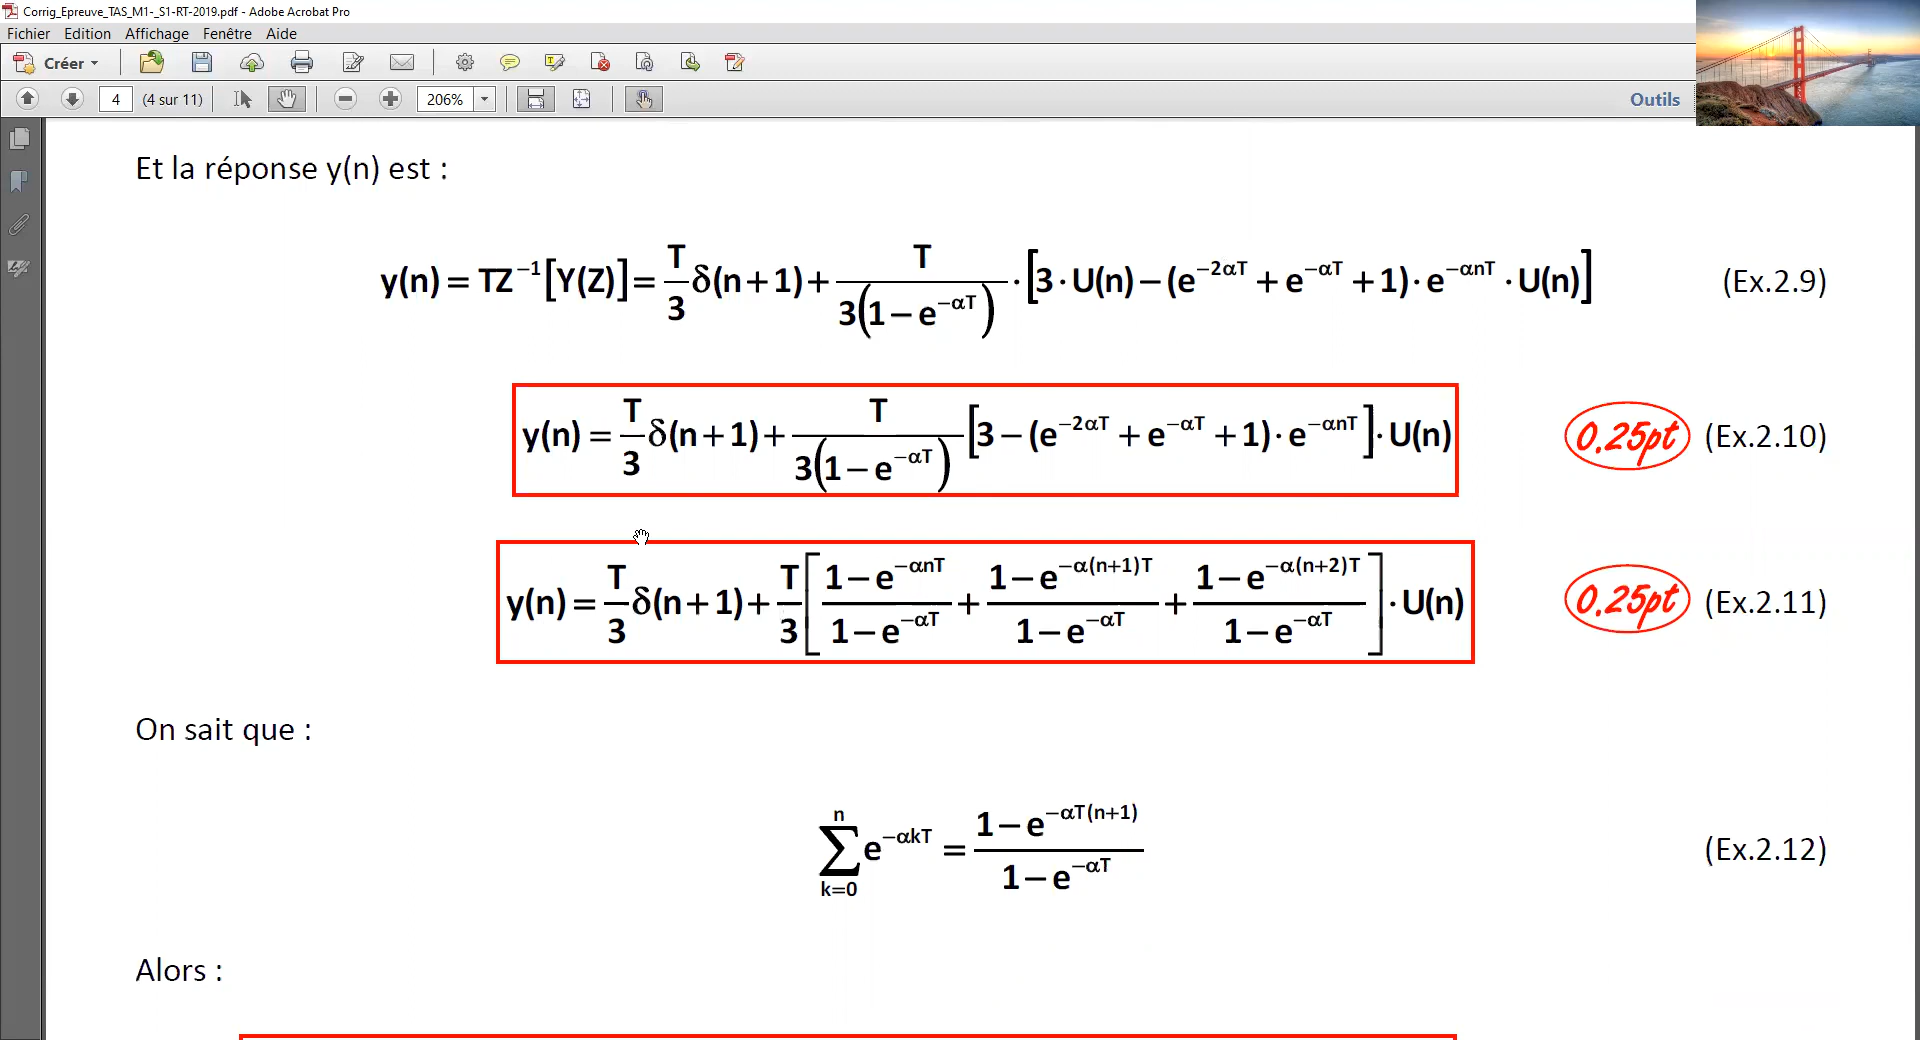 Corrig_Epreuve_TAS_M1-_S1-RT-2019.pdf - Adobe Acrobat Pro
Fichier Edition Affichage Fenêtre Aide
Créer
4 (4 sur 11) 206% Outils
Et la réponse y(n) est :
y(n) = TZ⁻¹[Y(Z)] = T/3 δ(n+1) + T/(3(1−e^(−αT))) · [3·U(n) − (e^(−2αT) + e^(−αT) + 1)·e^(−αnT) · U(n)] (Ex.2.9)
y(n) = T/3 δ(n+1) + T/(3(1−e^(−αT))) [3 − (e^(−2αT) + e^(−αT) + 1)·e^(−αnT)] · U(n) 0.25pt (Ex.2.10)
y(n) = T/3 δ(n+1) + T/3 [(1−e^(−αnT))/(1−e^(−αT)) + (1−e^(−α(n+1)T))/(1−e^(−αT)) + (1−e^(−α(n+2)T))/(1−e^(−αT))] · U(n) 0.25pt (Ex.2.11)
On sait que :
∑_{k=0}^{n} e^(−αkT) = (1−e^(−αT(n+1)))/(1−e^(−αT)) (Ex.2.12)
Alors :